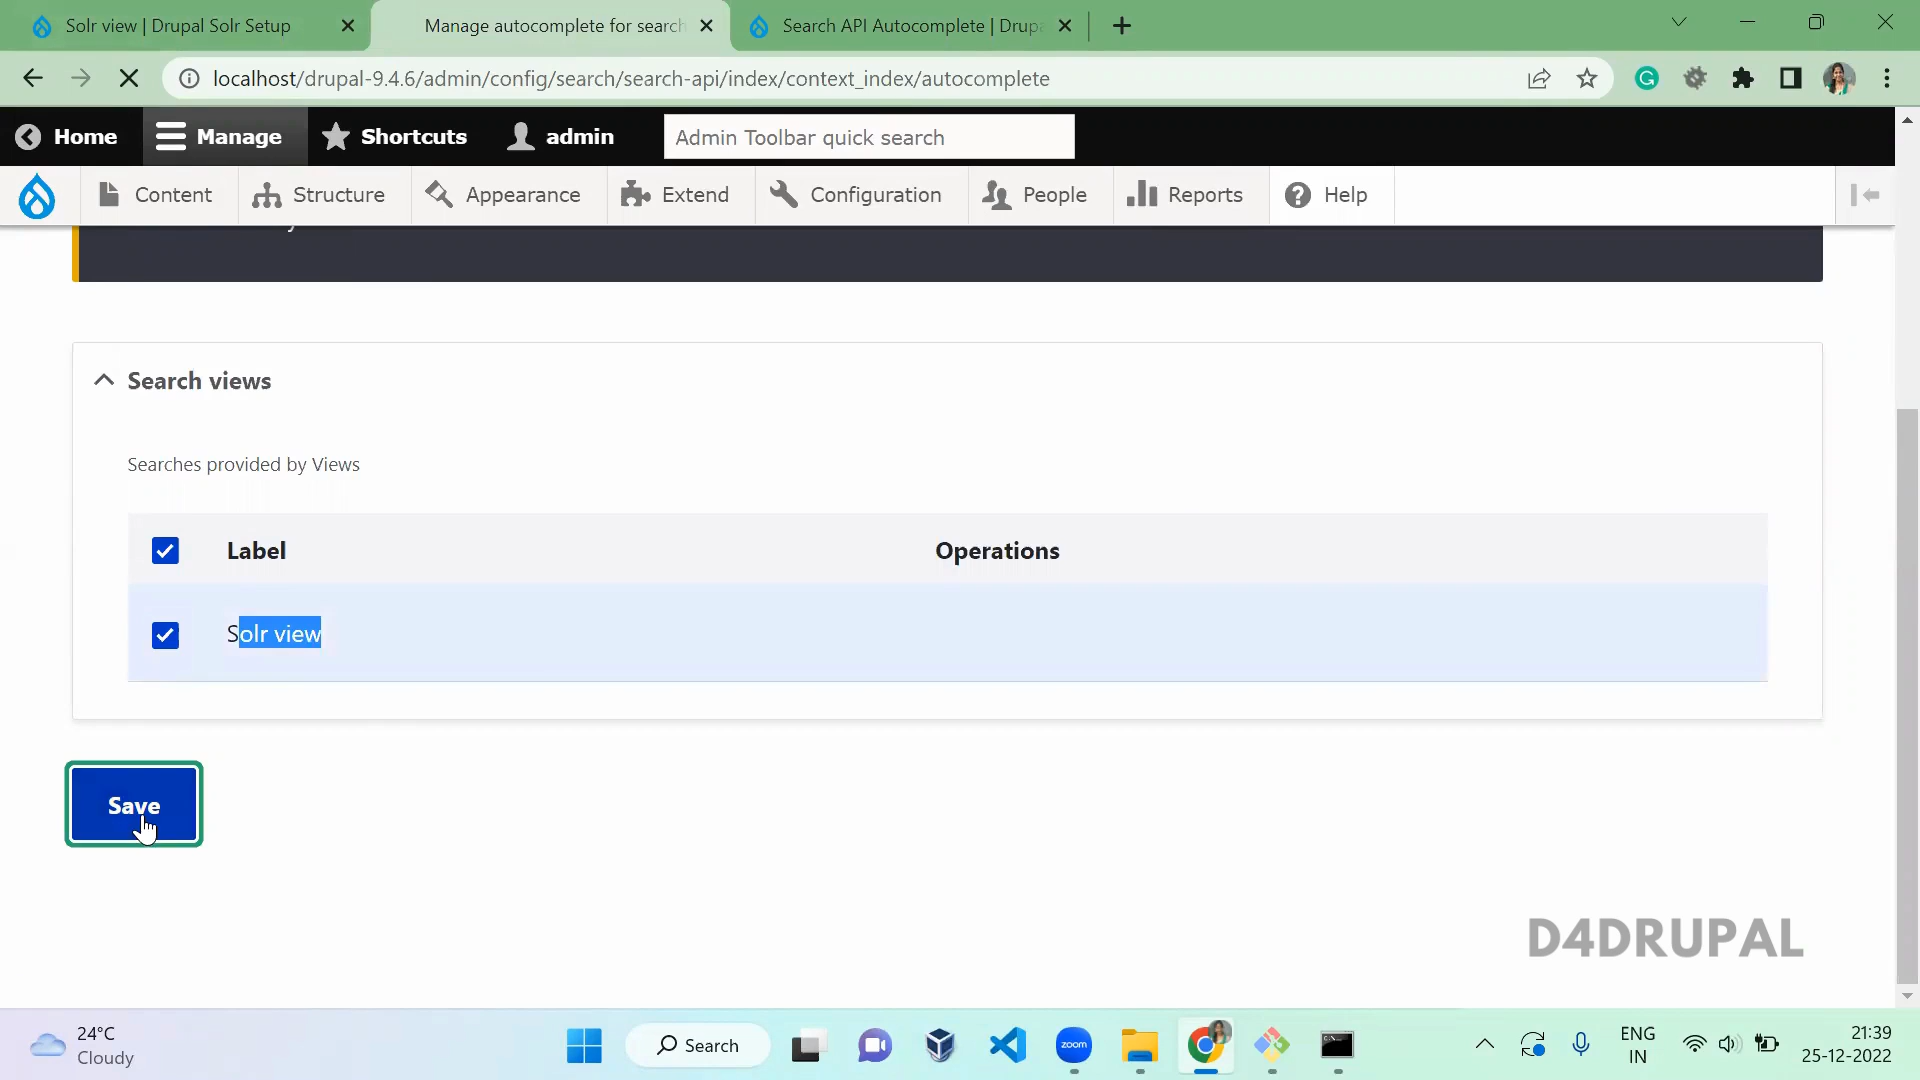 Solr view | Drupal Solr Setup
Manage autocomplete for search
Search API Autocomplete | Drupa
localhost/drupal-9.4.6/admin/config/search/search-api/index/context_index/autocomplete
Home
Manage
Shortcuts
admin
Admin Toolbar quick search
Content
Structure
Appearance
Extend
Configuration
People
Reports
Help
Search views
Searches provided by Views
Label
Operations
Solr view
Save
D4DRUPAL
24°C
Cloudy
Search
zoom
ENG
IN
21:39
25-12-2022